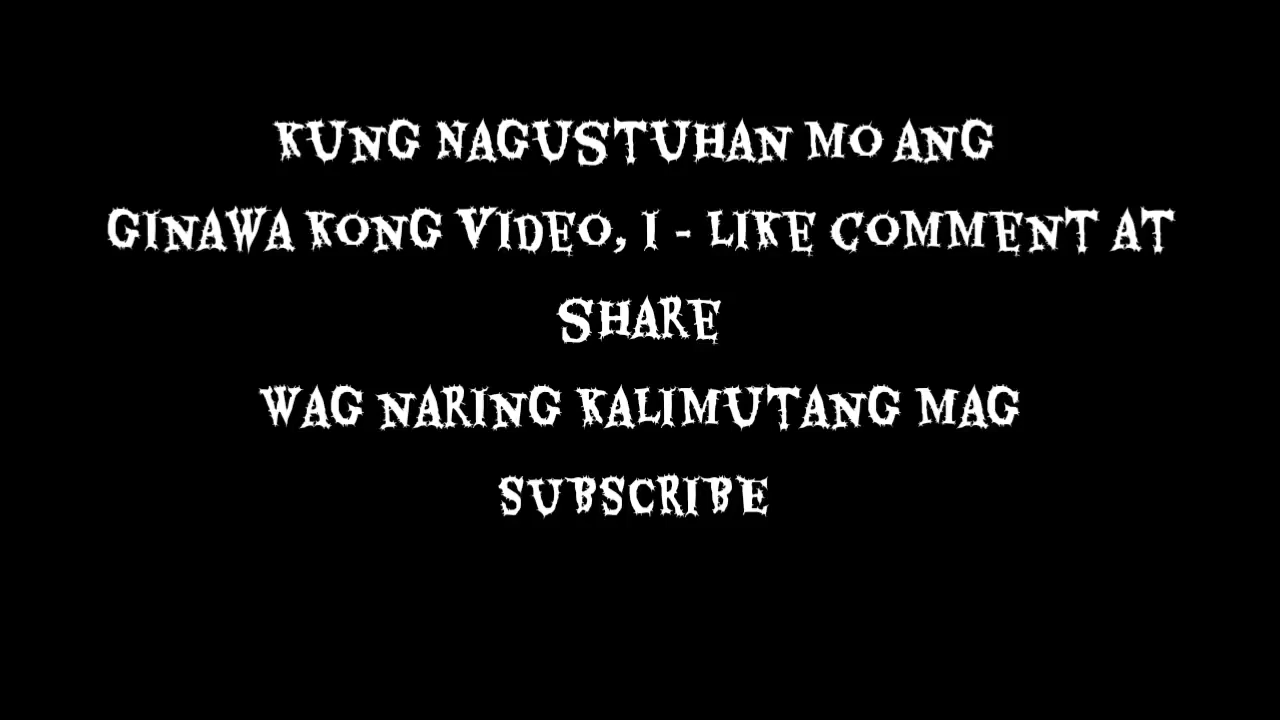 KUNG NAGUSTUHAN MO ANG
GINAWA KONG VIDEO, I - LIKE COMMENT AT
SHARE
WAG NARING KALIMUTANG MAG
SUBSCRIBE